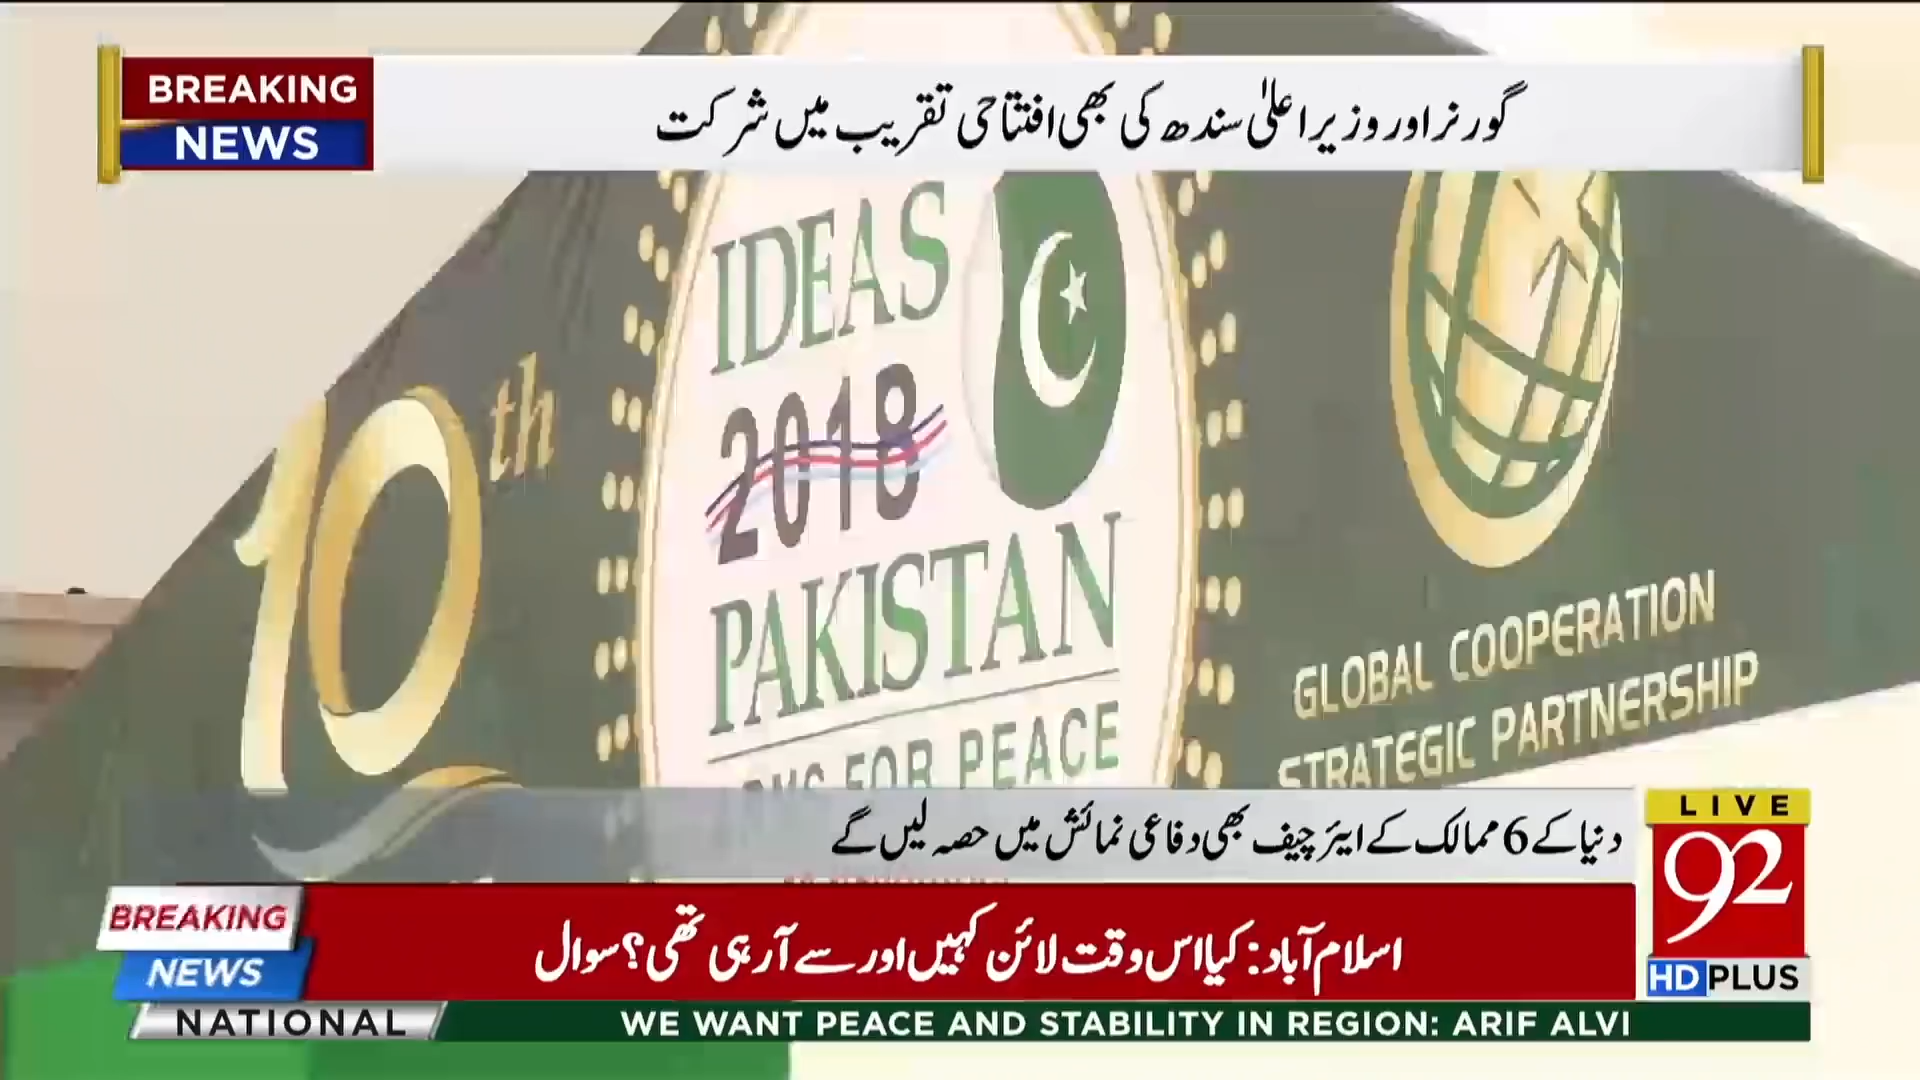 BREAKING
NEWS
گورنر اور وزیر اعلیٰ سندھ کی بھی افتتاحی تقریب میں شرکت
10th
IDEAS
2018
PAKISTAN
FOR PEACE
GLOBAL COOPERATION
STRATEGIC PARTNERSHIP
دنیا کے 6 ممالک کے ایئر چیف بھی دفاعی نمائش میں حصہ لیں گے
LIVE
92
HD PLUS
BREAKING
NEWS
اسلام آباد: کیا اس وقت لائن کہیں اور سے آ رہی تھی؟ سوال
NATIONAL
WE WANT PEACE AND STABILITY IN REGION: ARIF ALVI